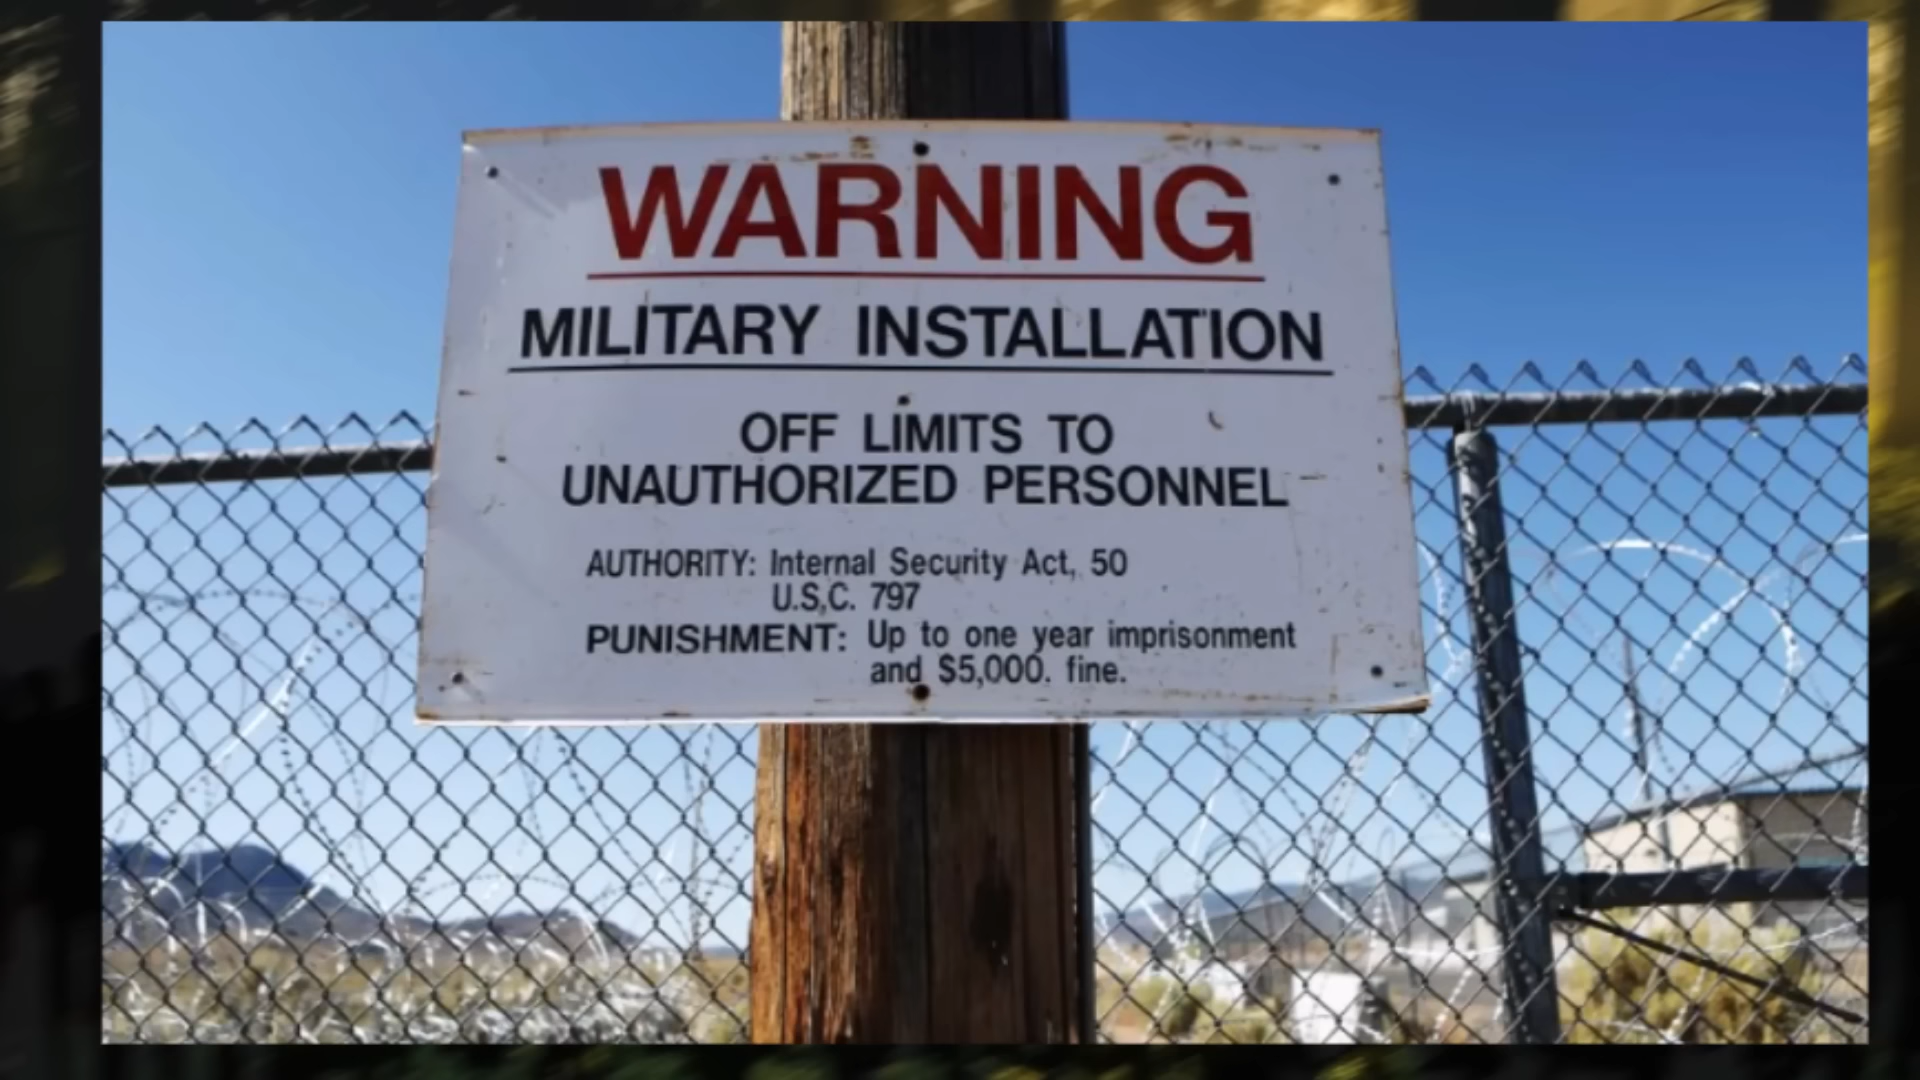 WARNING
MILITARY INSTALLATION
OFF LIMITS TO
UNAUTHORIZED PERSONNEL
AUTHORITY: Internal Security Act, 50
U.S,C. 797
PUNISHMENT: Up to one year imprisonment
and $5,000. fine.